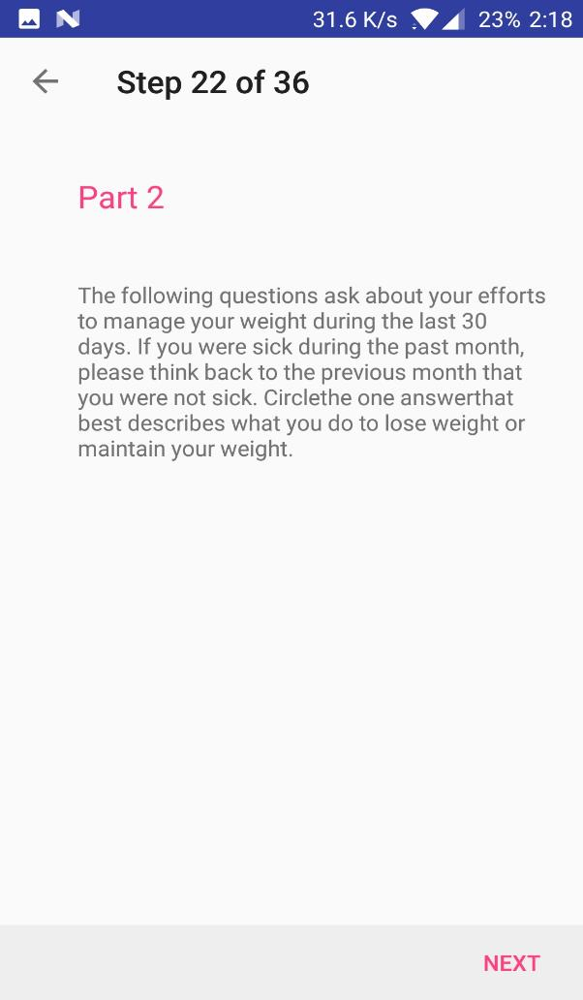 31.6 K/s 23% 2:18
Step 22 of 36
Part 2
The following questions ask about your efforts
to manage your weight during the last 30
days. If you were sick during the past month,
please think back to the previous month that
you were not sick. Circlethe one answerthat
best describes what you do to lose weight or
maintain your weight.
NEXT